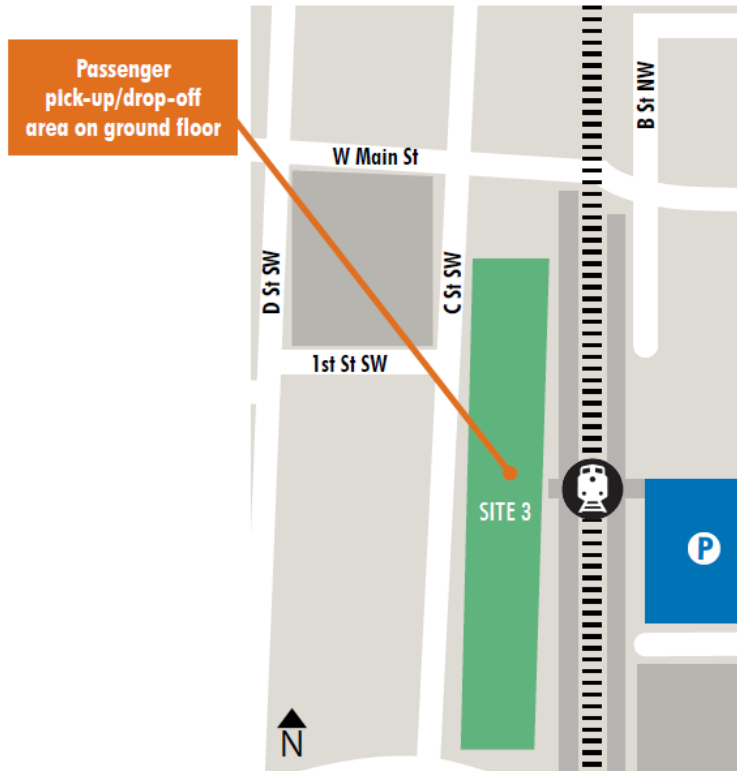 Passenger
pick-up/drop-off
area on ground floor
B St NW
W Main St
D St SW
C St SW
1st St SW
SITE 3
P
N